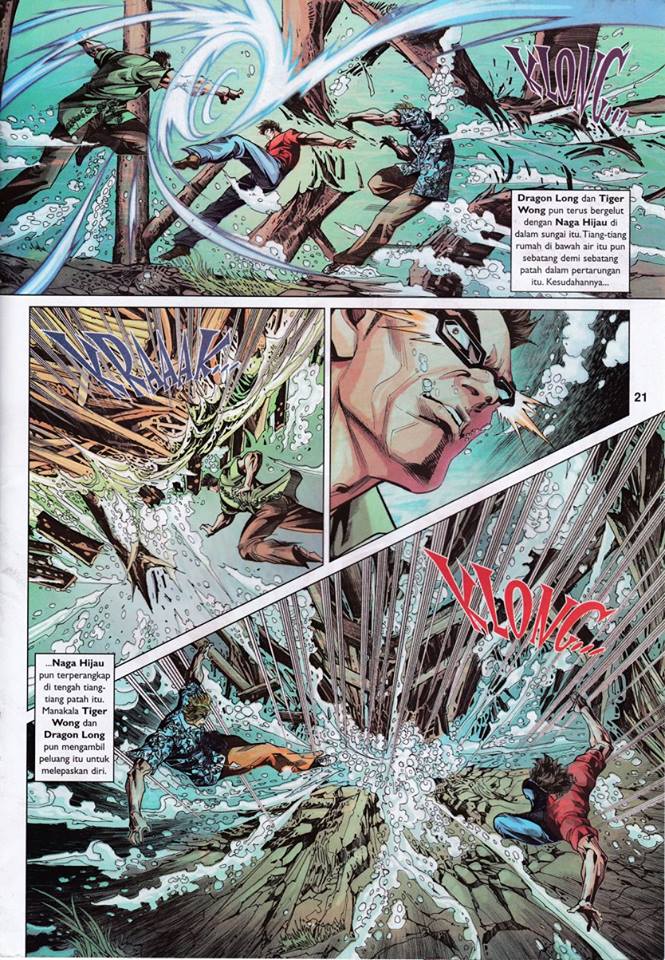 KLONG...
Dragon Long dan Tiger
Wong pun terus bergelut
dengan Naga Hijau di
dalam sungai itu. Tiang-tiang
rumah di bawah air itu pun
sebatang demi sebatang
patah dalam pertarungan
itu. Kesudahannya...
KRAAAK...
21
KLONG...
...Naga Hijau
pun terperangkap
di tengah tiang-
tiang patah itu.
Manakala Tiger
Wong dan
Dragon Long
pun mengambil
peluang itu untuk
melepaskan diri.